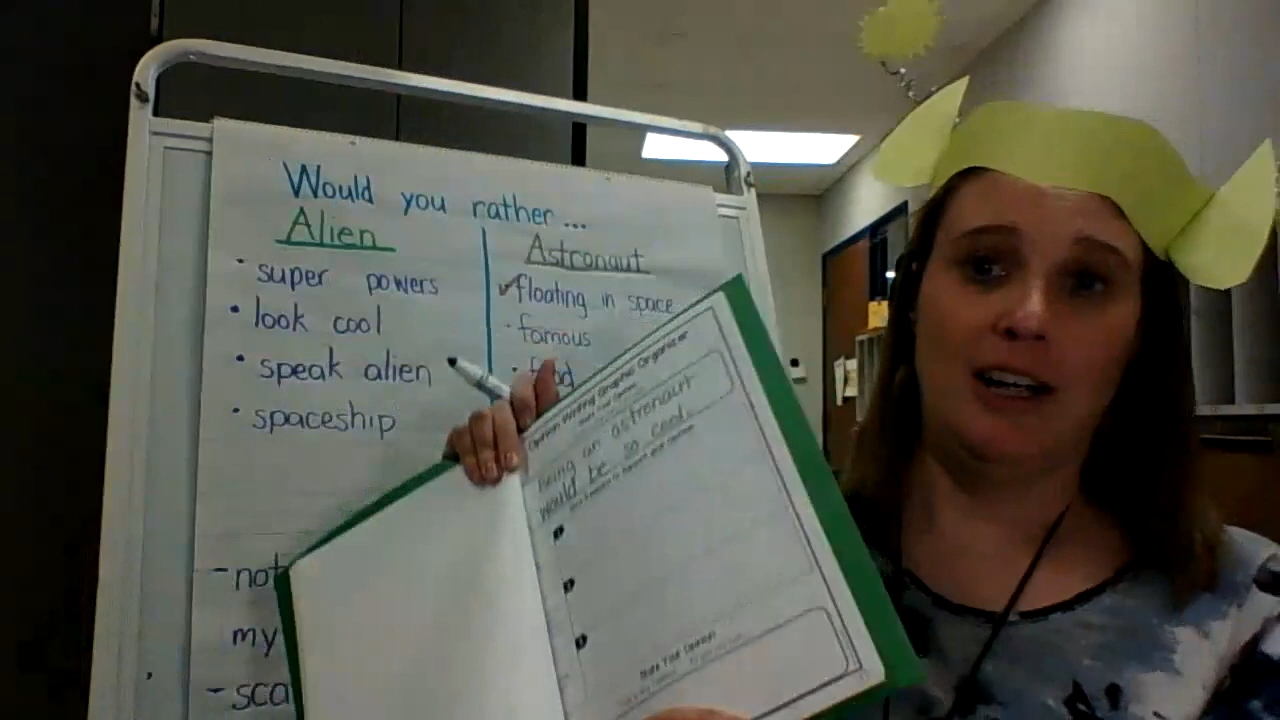 Would you rather...
Alien
• super powers
• look cool
• speak alien
• spaceship
Astronaut
✓floating in space
· famous
· food
-not
my
-sca
Opinion Writing Graphic Organizer
Being an astronaut
would be so cool.